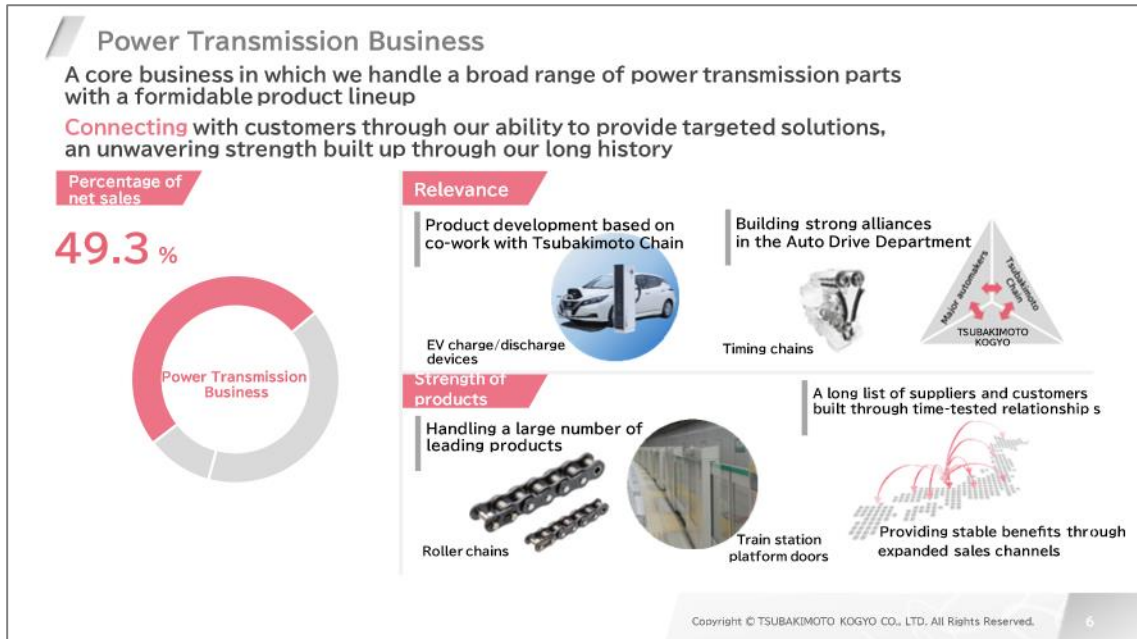 Power Transmission Business
A core business in which we handle a broad range of power transmission parts
with a formidable product lineup
Connecting with customers through our ability to provide targeted solutions,
an unwavering strength built up through our long history
Percentage of
net sales
49.3 %
Power Transmission
Business
Relevance
Product development based on
co-work with Tsubakimoto Chain
EV charge/discharge
devices
Building strong alliances
in the Auto Drive Department
Timing chains
Major automakers
Tsubakimoto
Chain
TSUBAKIMOTO
KOGYO
Strength of
products
Handling a large number of
leading products
Roller chains
Train station
platform doors
A long list of suppliers and customers
built through time-tested relationship s
Providing stable benefits through
expanded sales channels
Copyright © TSUBAKIMOTO KOGYO CO., LTD. All Rights Reserved.
6